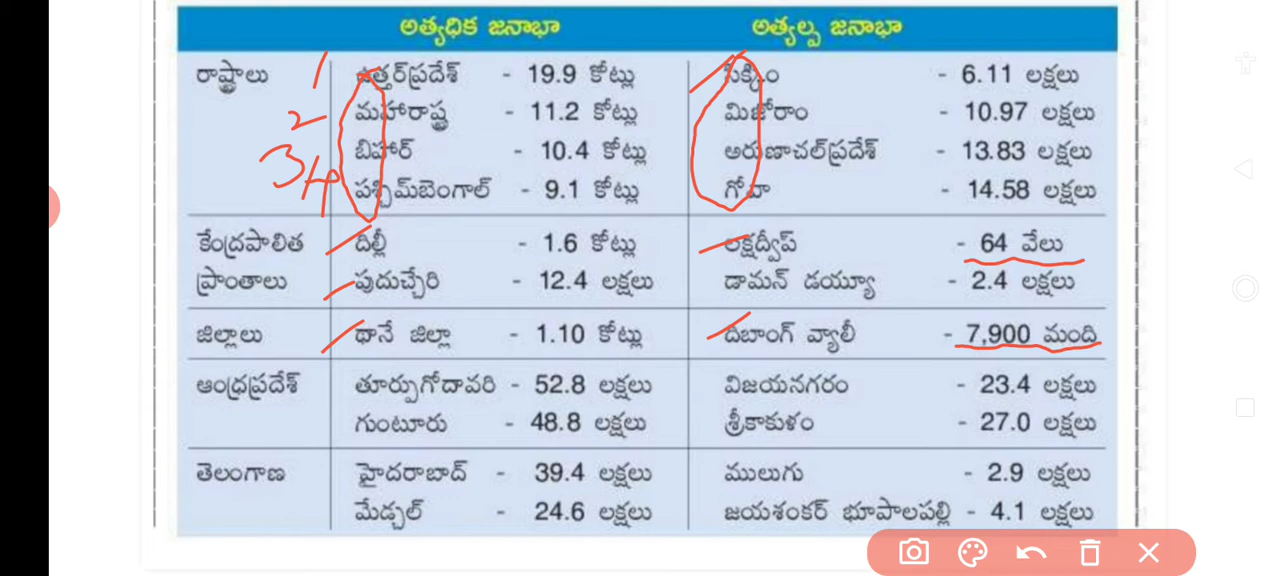 అత్యధిక జనాభా అత్యల్ప జనాభా
రాష్ట్రాలు 1 ఉత్తర్‌ప్రదేశ్ - 19.9 కోట్లు సిక్కిం - 6.11 లక్షలు
2 మహారాష్ట్ర - 11.2 కోట్లు మిజోరాం - 10.97 లక్షలు
3 బిహార్ - 10.4 కోట్లు అరుణాచల్‌ప్రదేశ్ - 13.83 లక్షలు
4 పశ్చిమ్‌బెంగాల్ - 9.1 కోట్లు గోవా - 14.58 లక్షలు
కేంద్రపాలిత ఢిల్లీ - 1.6 కోట్లు లక్షద్వీప్ - 64 వేలు
ప్రాంతాలు పుదుచ్చేరి - 12.4 లక్షలు డామన్ డయ్యూ - 2.4 లక్షలు
జిల్లాలు థానే జిల్లా - 1.10 కోట్లు దిబాంగ్ వ్యాలీ - 7,900 మంది
ఆంధ్రప్రదేశ్ తూర్పుగోదావరి - 52.8 లక్షలు విజయనగరం - 23.4 లక్షలు
గుంటూరు - 48.8 లక్షలు శ్రీకాకుళం - 27.0 లక్షలు
తెలంగాణ హైదరాబాద్ - 39.4 లక్షలు ములుగు - 2.9 లక్షలు
మేడ్చల్ - 24.6 లక్షలు జయశంకర్ భూపాలపల్లి - 4.1 లక్షలు